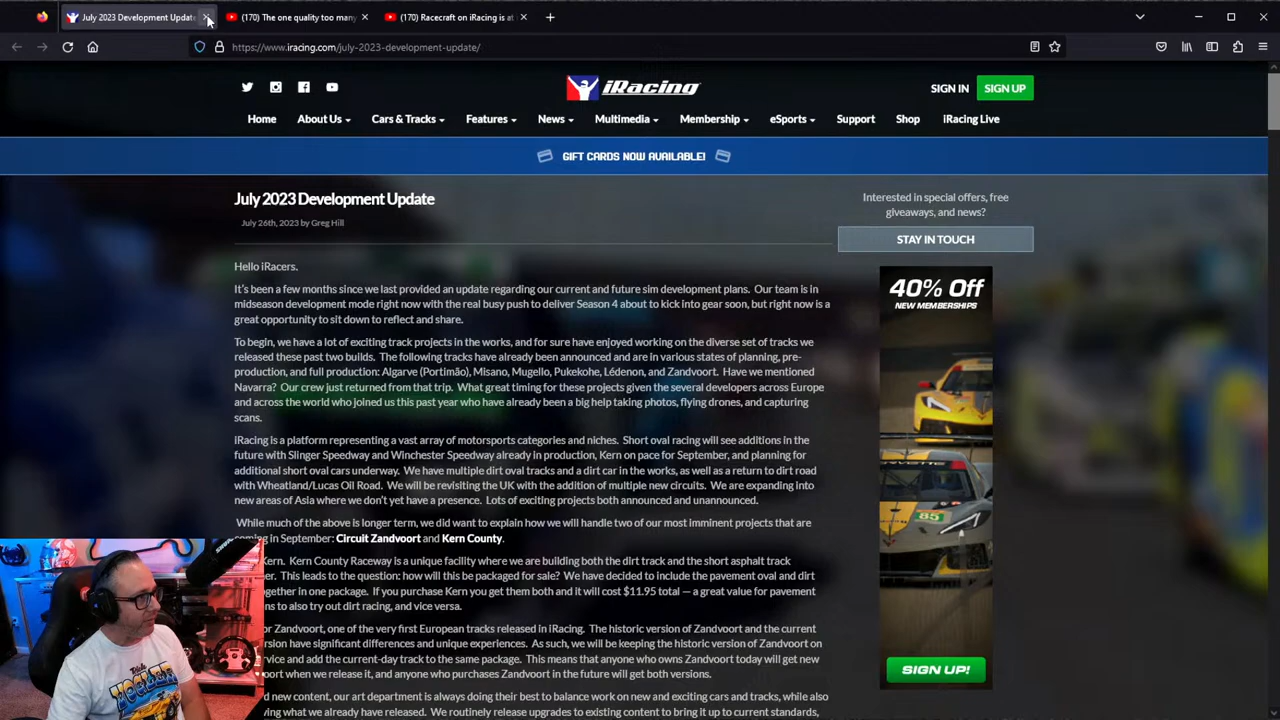 July 2023 Development Update
(170) The one quality too many
(170) Racecraft on iRacing is at
https://www.iracing.com/july-2023-development-update/
iRacing
SIGN IN
SIGN UP
Home
About Us
Cars & Tracks
Features
News
Multimedia
Membership
eSports
Support
Shop
iRacing Live
GIFT CARDS NOW AVAILABLE!
July 2023 Development Update
July 26th, 2023 by Greg Hill
Hello iRacers.
It's been a few months since we last provided an update regarding our current and future sim development plans. Our team is in
midseason development mode right now with the real busy push to deliver Season 4 about to kick into gear soon, but right now is a
great opportunity to sit down to reflect and share.
To begin, we have a lot of exciting track projects in the works, and for sure have enjoyed working on the diverse set of tracks we
released these past two builds. The following tracks have already been announced and are in various states of planning, pre-
production, and full production: Algarve (Portimão), Misano, Mugello, Pukekohe, Lédenon, and Zandvoort. Have we mentioned
Navarra? Our crew just returned from that trip. What great timing for these projects given the several developers across Europe
and across the world who joined us this past year who have already been a big help taking photos, flying drones, and capturing
scans.
iRacing is a platform representing a vast array of motorsports categories and niches. Short oval racing will see additions in the
future with Slinger Speedway and Winchester Speedway already in production, Kern on pace for September, and planning for
additional short oval cars underway. We have multiple dirt oval tracks and a dirt car in the works, as well as a return to dirt road
with Wheatland/Lucas Oil Road. We will be revisiting the UK with the addition of multiple new circuits. We are expanding into
new areas of Asia where we don't yet have a presence. Lots of exciting projects both announced and unannounced.
While much of the above is longer term, we did want to explain how we will handle two of our most imminent projects that are
in September: Circuit Zandvoort and Kern County.
Kern. Kern County Raceway is a unique facility where we are building both the dirt track and the short asphalt track
This leads to the question: how will this be packaged for sale? We have decided to include the pavement oval and dirt
together in one package. If you purchase Kern you get them both and it will cost $11.95 total — a great value for pavement
to also try out dirt racing, and vice versa.
Zandvoort, one of the very first European tracks released in iRacing. The historic version of Zandvoort and the current
have significant differences and unique experiences. As such, we will be keeping the historic version of Zandvoort on
and add the current-day track to the same package. This means that anyone who owns Zandvoort today will get new
when we release it, and anyone who purchases Zandvoort in the future will get both versions.
new content, our art department is always doing their best to balance work on new and exciting cars and tracks, while also
what we already have released. We routinely release upgrades to existing content to bring it up to current standards,
Interested in special offers, free
giveaways, and news?
STAY IN TOUCH
40% Off
NEW MEMBERSHIPS
85
SIGN UP!